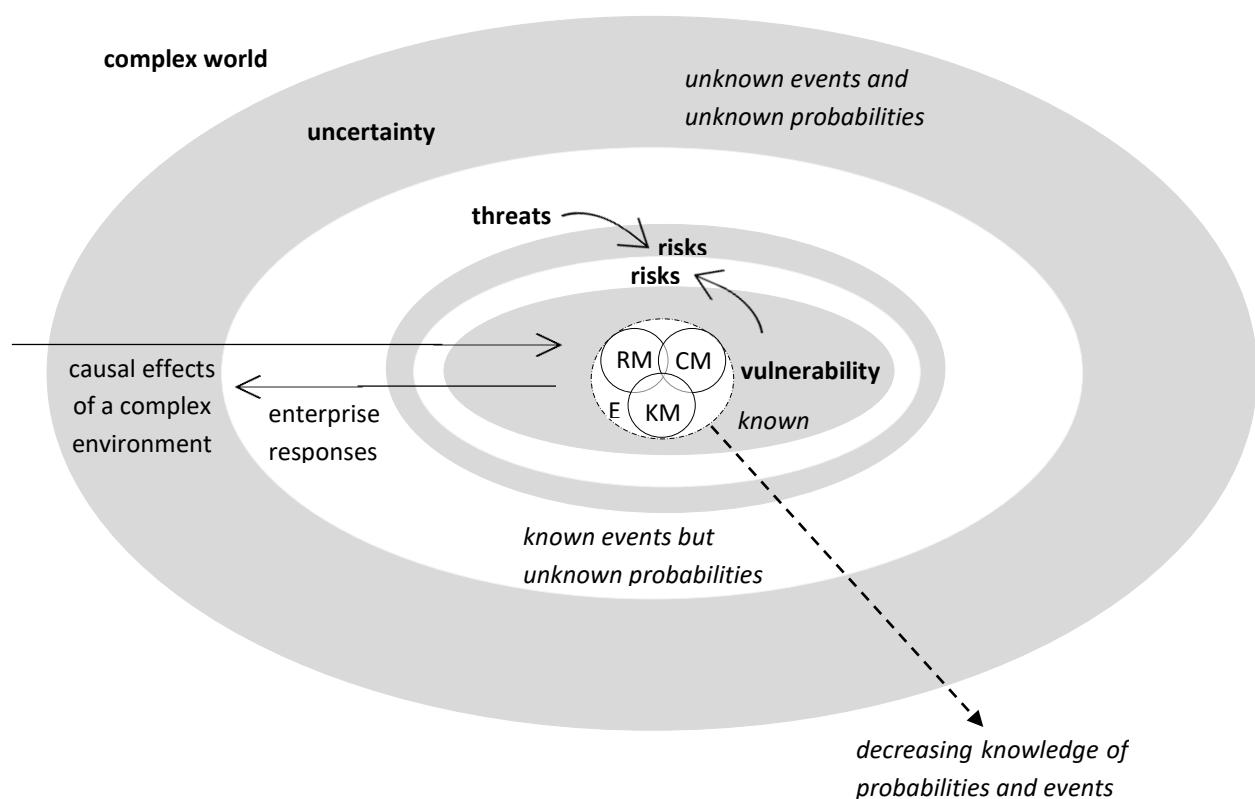 complex world
unknown events and
unknown probabilities
uncertainty
threats
risks
risks
RM
CM
vulnerability
causal effects
of a complex
environment
enterprise
responses
E
KM
known
known events but
unknown probabilities
decreasing knowledge of
probabilities and events